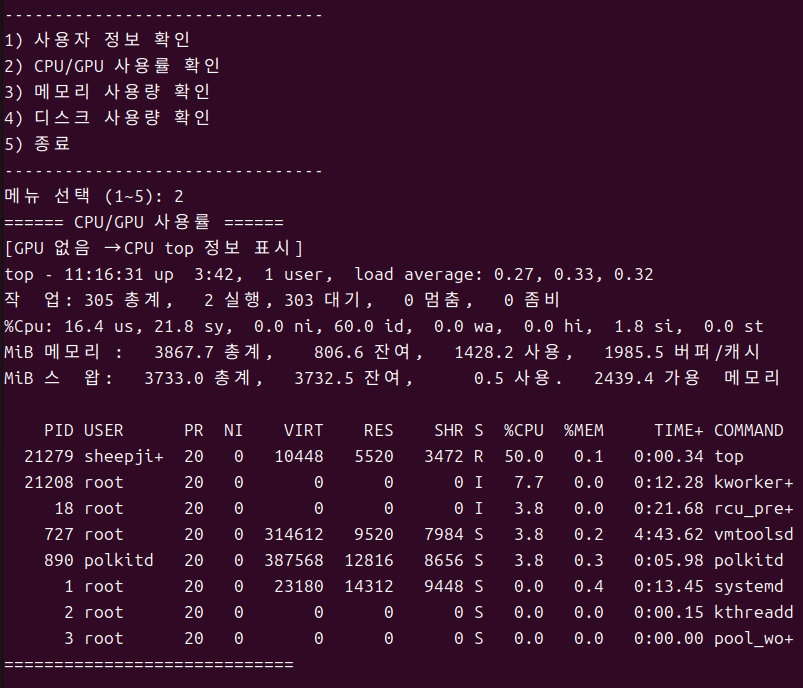 --------------------------------
1) 사용자 정보 확인
2) CPU/GPU 사용률 확인
3) 메모리 사용량 확인
4) 디스크 사용량 확인
5) 종료
--------------------------------
메뉴 선택 (1~5): 2
====== CPU/GPU 사용률 ======
[GPU 없음 →CPU top 정보 표시]
top - 11:16:31 up  3:42,  1 user,  load average: 0.27, 0.33, 0.32
작  업: 305 총계,   2 실행, 303 대기,   0 멈춤,   0 좀비
%Cpu: 16.4 us, 21.8 sy,  0.0 ni, 60.0 id,  0.0 wa,  0.0 hi,  1.8 si,  0.0 st
MiB 메모리 :   3867.7 총계,    806.6 잔여,   1428.2 사용,   1985.5 버퍼/캐시
MiB 스  왑:   3733.0 총계,   3732.5 잔여,      0.5 사용.   2439.4 가용  메모리
    PID USER      PR  NI    VIRT    RES    SHR S  %CPU  %MEM     TIME+ COMMAND
  21279 sheepji+  20   0   10448   5520   3472 R  50.0   0.1   0:00.34 top
  21208 root      20   0       0      0      0 I   7.7   0.0   0:12.28 kworker+
     18 root      20   0       0      0      0 I   3.8   0.0   0:21.68 rcu_pre+
    727 root      20   0  314612   9520   7984 S   3.8   0.2   4:43.62 vmtoolsd
    890 polkitd   20   0  387568  12816   8656 S   3.8   0.3   0:05.98 polkitd
      1 root      20   0   23180  14312   9448 S   0.0   0.4   0:13.45 systemd
      2 root      20   0       0      0      0 S   0.0   0.0   0:00.15 kthreadd
      3 root      20   0       0      0      0 S   0.0   0.0   0:00.00 pool_wo+
=============================